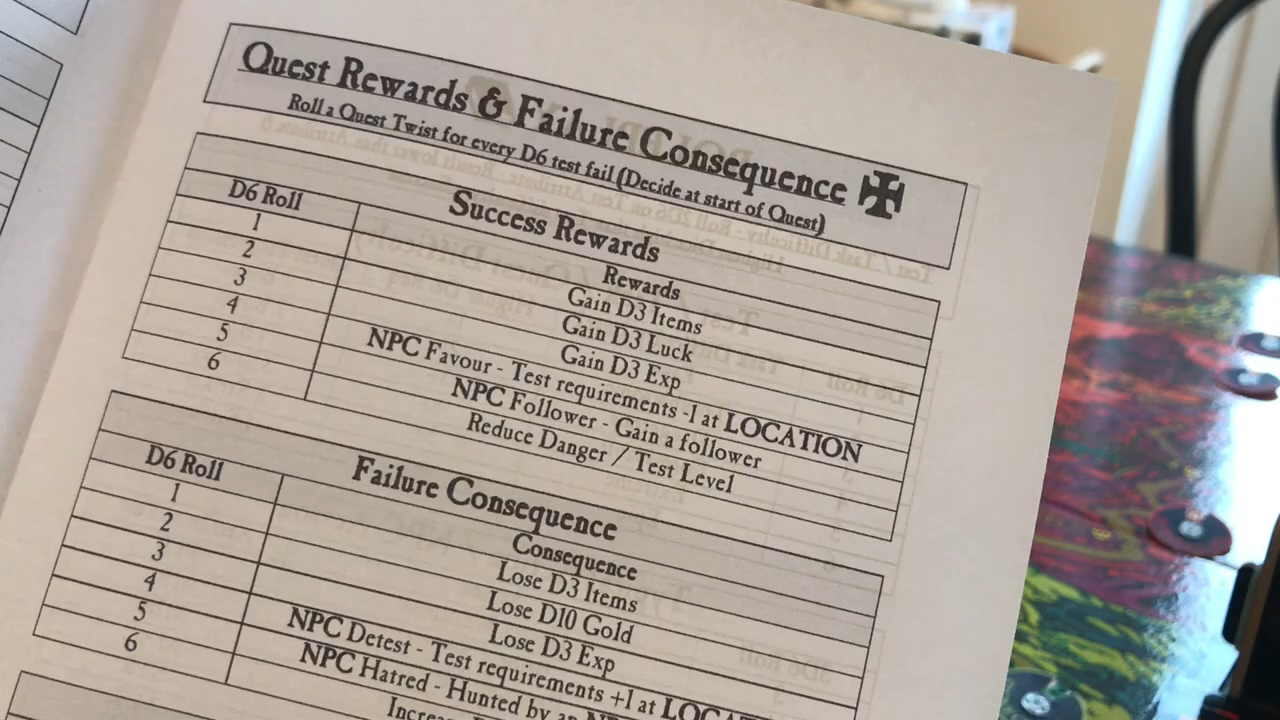 Quest Rewards & Failure Consequence
Roll a Quest Twist for every D6 test fail (Decide at start of Quest)
Success Rewards
D6 Roll Rewards
1 Gain D3 Items
2 Gain D3 Luck
3 Gain D3 Exp
4 NPC Favour - Test requirements -1 at LOCATION
5 NPC Follower - Gain a follower
6 Reduce Danger / Test Level
Failure Consequence
D6 Roll Consequence
1 Lose D3 Items
2 Lose D10 Gold
3 Lose D3 Exp
4 NPC Detest - Test requirements +1 at
5 NPC Hatred - Hunted by an
6